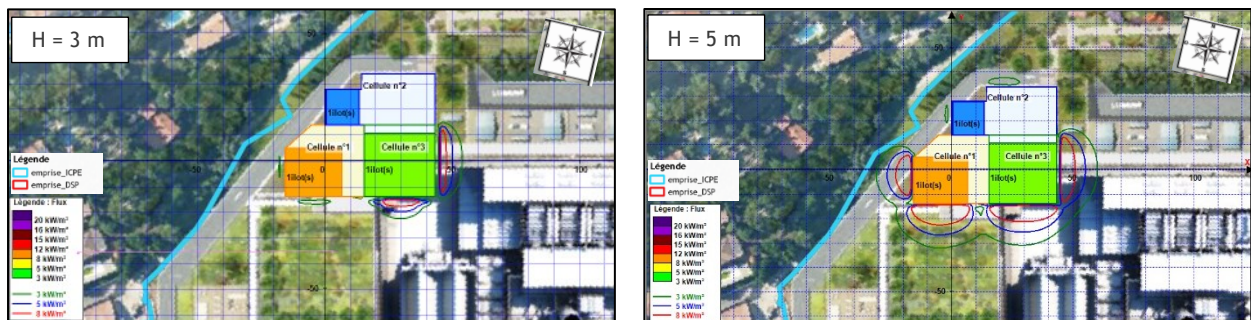 H = 3 m
50
Cellule n°2
1ilot(s)
Cellule n°1
Cellule n°3
1ilot(s)
1ilot(s)
0
50
100
-50
Légende
emprise_ICPE
emprise_DSP
Légende : Flux
20 kW/m²
16 kW/m²
15 kW/m²
12 kW/m²
8 kW/m²
5 kW/m²
3 kW/m²
3 kW/m²
5 kW/m²
8 kW/m²
H = 5 m
50
Cellule n°2
1ilot(s)
Cellule n°1
Cellule n°3
1ilot(s)
1ilot(s)
0
50
100
X
-50
Légende
emprise_ICPE
emprise_DSP
Légende : Flux
20 kW/m²
16 kW/m²
15 kW/m²
12 kW/m²
8 kW/m²
5 kW/m²
3 kW/m²
3 kW/m²
5 kW/m²
8 kW/m²